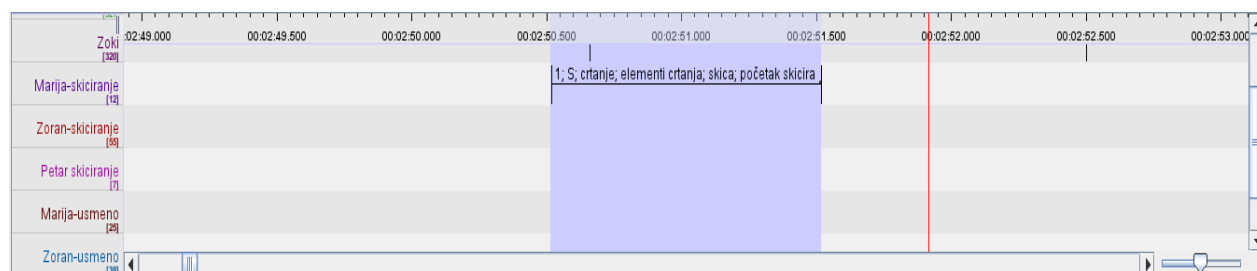 :02:49.000 00:02:49.500 00:02:50.000 00:02:50.500 00:02:51.000 00:02:51.500 00:02:52.000 00:02:52.500 00:02:53.000
Zoki
[320]
1; S; crtanje; elementi crtanja; skica; početak skicira
Marija-skiciranje
[12]
Zoran-skiciranje
[55]
Petar skiciranje
[7]
Marija-usmeno
[25]
Zoran-usmeno